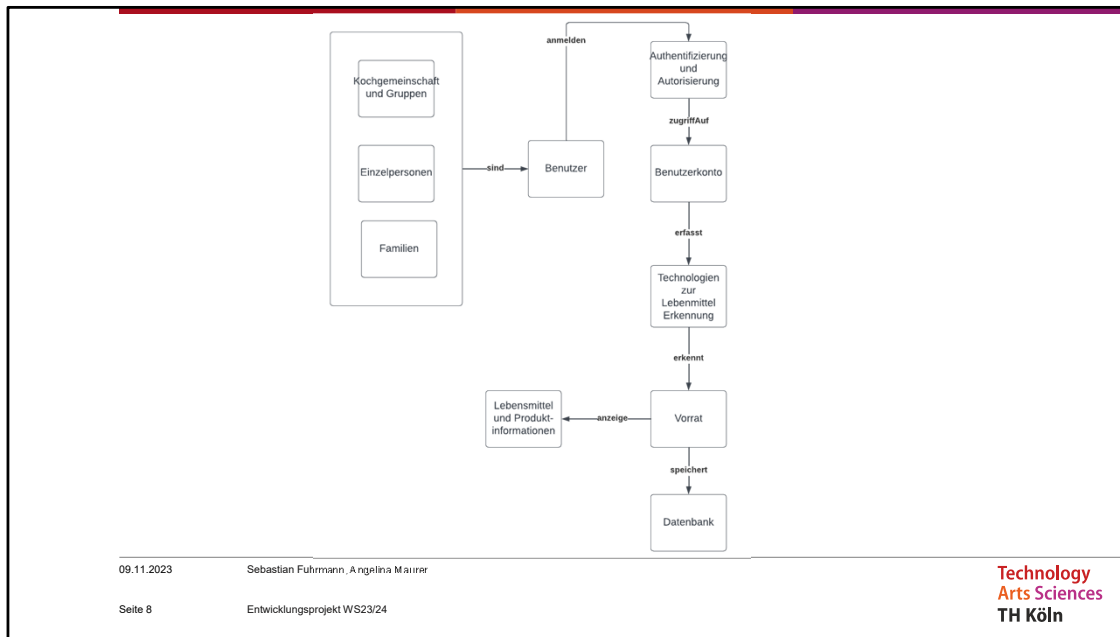 anmelden
Kochgemeinschaft
und Gruppen
Einzelpersonen
Familien
sind
Benutzer
Authentifizierung
und
Autorisierung
zugriffAuf
Benutzerkonto
erfasst
Technologien
zur
Lebenmittel
Erkennung
erkennt
Lebensmittel
und Produkt-
informationen
anzeige
Vorrat
speichert
Datenbank
09.11.2023
Sebastian Fuhrmann, Angelina Maurer
Seite 8
Entwicklungsprojekt WS23/24
Technology
Arts Sciences
TH Köln